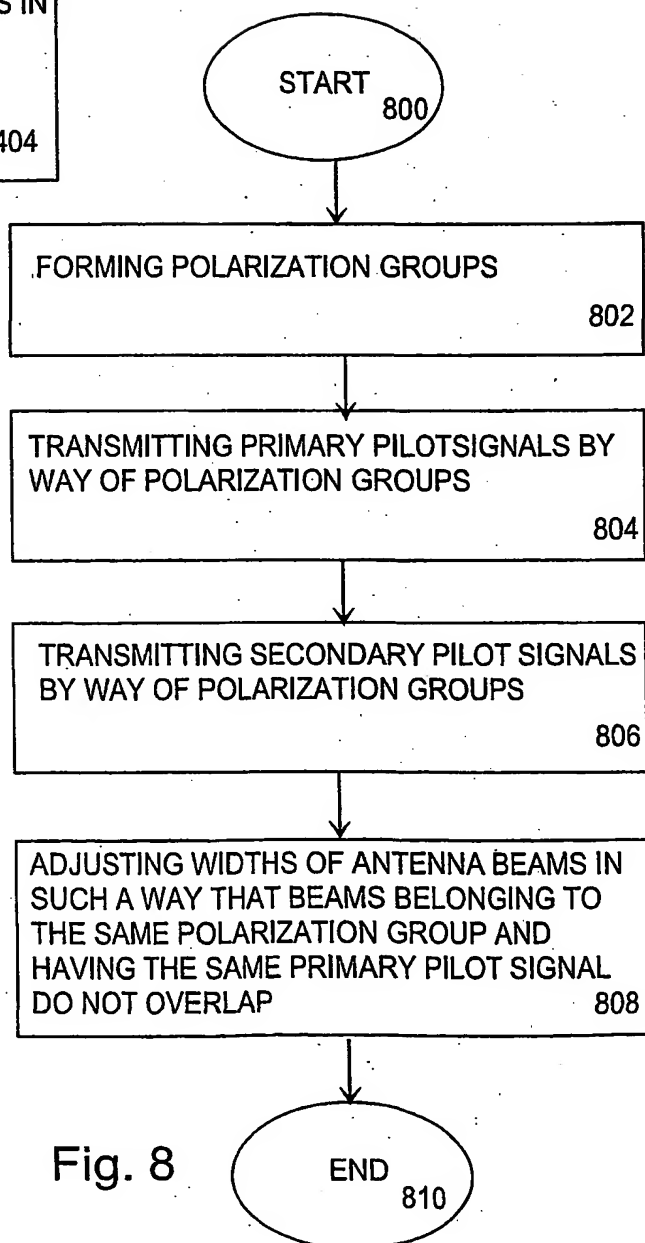 S IN
404
START
800
FORMING POLARIZATION GROUPS
802
TRANSMITTING PRIMARY PILOTSIGNALS BY
WAY OF POLARIZATION GROUPS
804
TRANSMITTING SECONDARY PILOT SIGNALS
BY WAY OF POLARIZATION GROUPS
806
ADJUSTING WIDTHS OF ANTENNA BEAMS IN
SUCH A WAY THAT BEAMS BELONGING TO
THE SAME POLARIZATION GROUP AND
HAVING THE SAME PRIMARY PILOT SIGNAL
DO NOT OVERLAP
808
Fig. 8
END
810